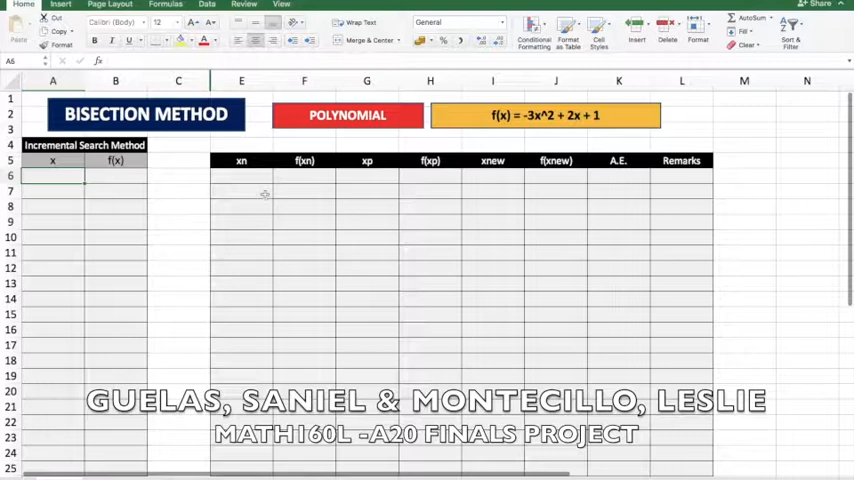 Home Insert Page Layout Formulas Data Review View Share
Cut
Copy
Format
Paste
Calibri (Body) 12
B I U
Wrap Text
Merge & Center
General
Conditional Formatting
Format as Table
Cell Styles
Insert Delete Format
AutoSum
Fill
Clear
Sort & Filter
A6 fx
A B C E F G H I J K L M N
1
2 BISECTION METHOD POLYNOMIAL f(x) = -3x^2 + 2x + 1
3
4 Incremental Search Method
5 x f(x) xn f(xn) xp f(xp) xnew f(xnew) A.E. Remarks
6
7
8
9
10
11
12
13
14
15
16
17
18
19
20
21
22
23
24
25
GUELAS, SANIEL & MONTECILLO, LESLIE
MATH160L -A20 FINALS PROJECT